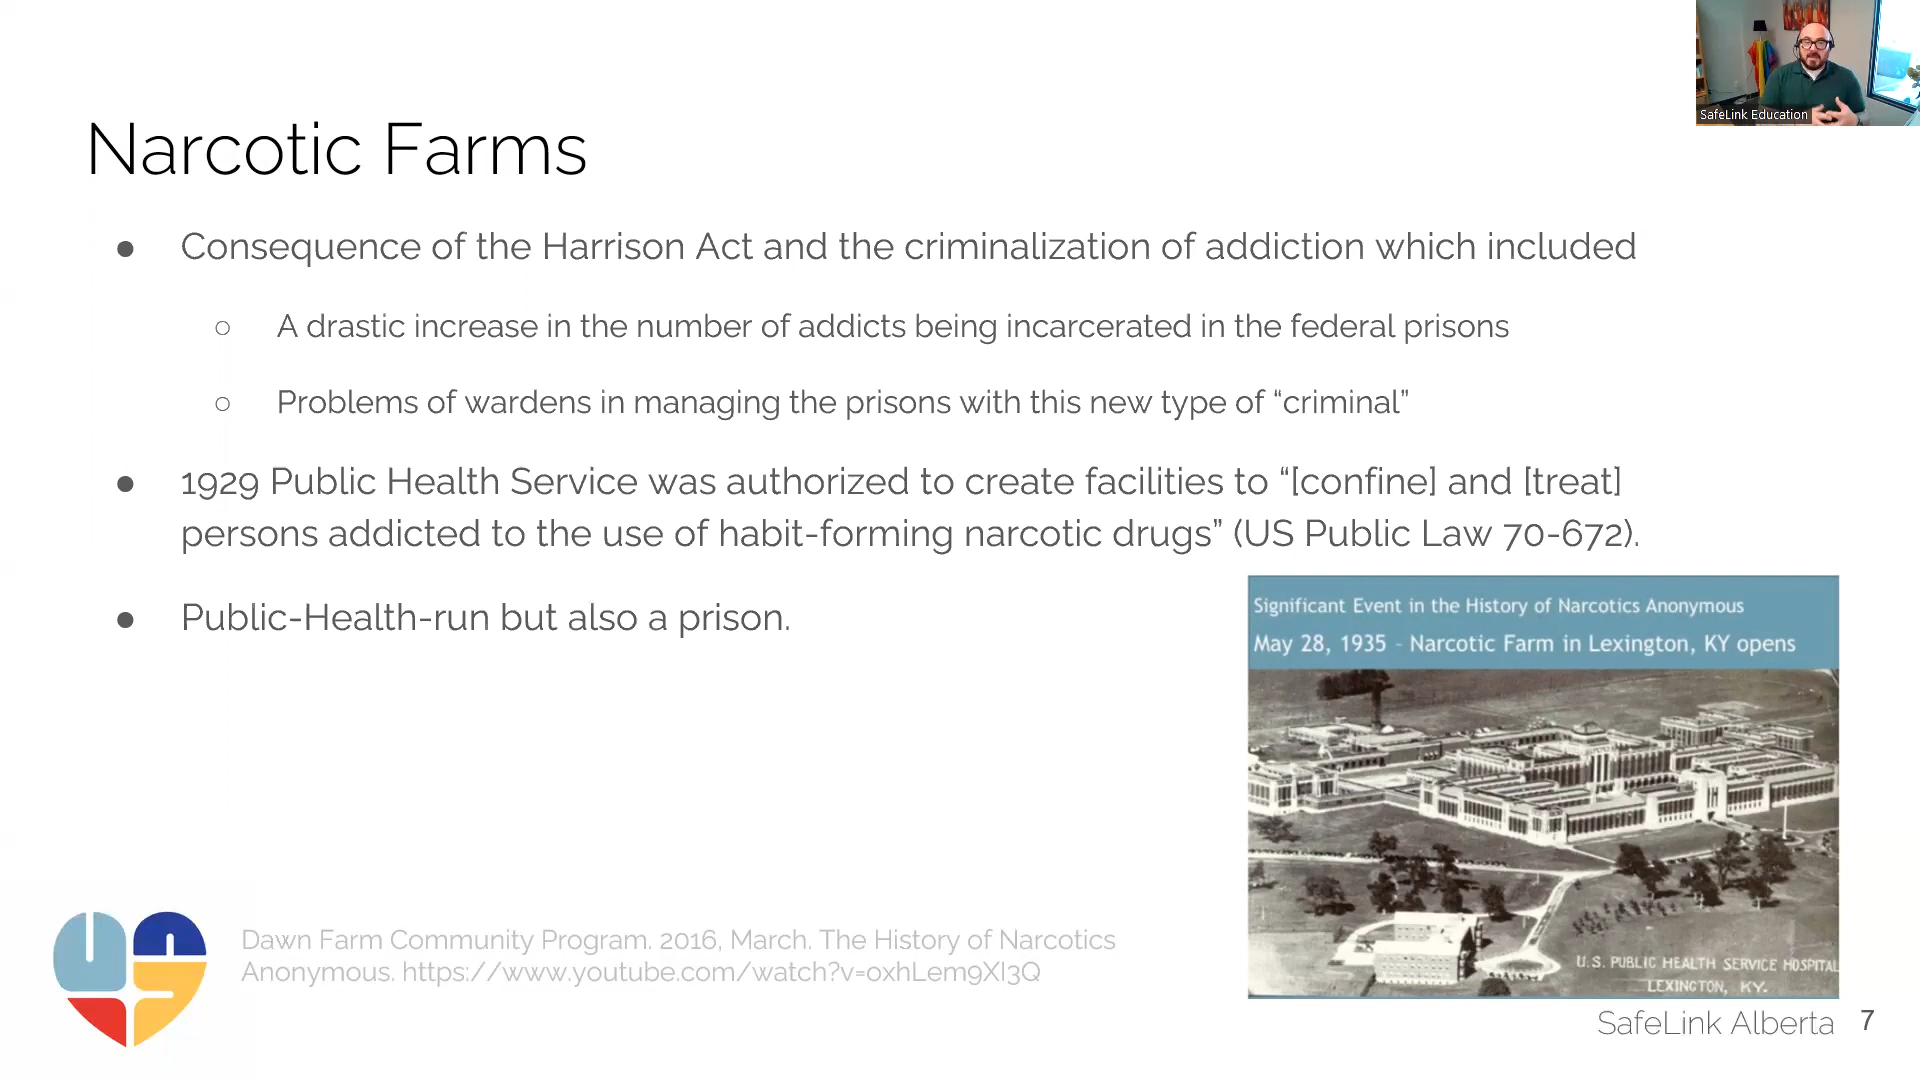 SafeLink Education
Narcotic Farms
● Consequence of the Harrison Act and the criminalization of addiction which included
○ A drastic increase in the number of addicts being incarcerated in the federal prisons
○ Problems of wardens in managing the prisons with this new type of “criminal”
● 1929 Public Health Service was authorized to create facilities to “[confine] and [treat]
persons addicted to the use of habit-forming narcotic drugs” (US Public Law 70-672).
● Public-Health-run but also a prison.
Significant Event in the History of Narcotics Anonymous
May 28, 1935 - Narcotic Farm in Lexington, KY opens
U.S. PUBLIC HEALTH SERVICE HOSPITAL
LEXINGTON, KY.
Dawn Farm Community Program. 2016, March. The History of Narcotics
Anonymous. https://www.youtube.com/watch?v=oxhLem9XI3Q
SafeLink Alberta 7